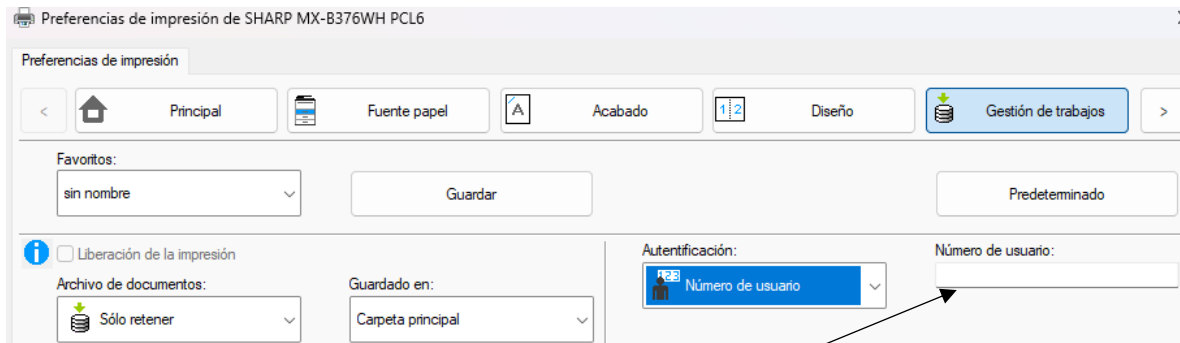 Preferencias de impresión de SHARP MX-B376WH PCL6
Preferencias de impresión
< Principal Fuente papel A Acabado 1 2 Diseño Gestión de trabajos >
Favoritos:
sin nombre Guardar Predeterminado
Liberación de la impresión Autentificación: Número de usuario:
Archivo de documentos: Guardado en: 123 Número de usuario
Sólo retener Carpeta principal